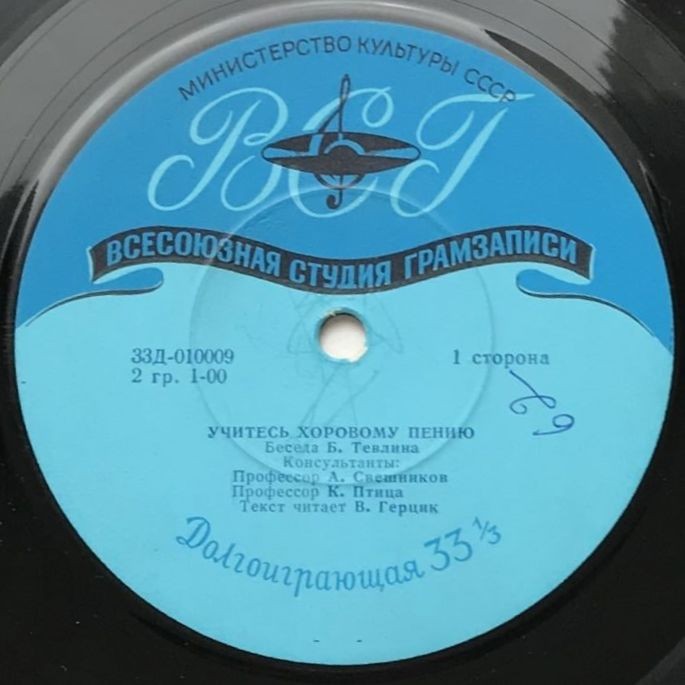 МИНИСТЕРСТВО КУЛЬТУРЫ СССР
ВСГ
ВСЕСОЮЗНАЯ СТУДИЯ ГРАМЗАПИСИ
33Д-010009
2 гр. 1-00
1 сторона
УЧИТЕСЬ ХОРОВОМУ ПЕНИЮ
Беседа Б. Тевлина
Консультанты:
Профессор А. Свешников
Профессор К. Птица
Текст читает В. Герцик
Долгоиграющая 33 1/3